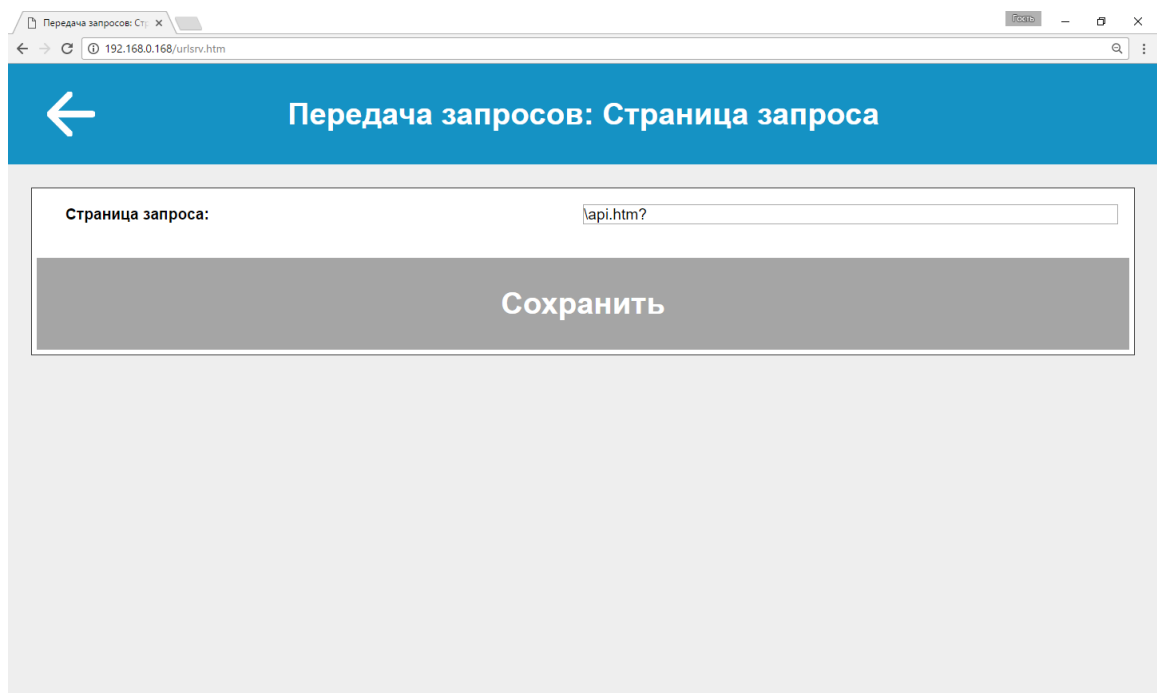 Передача запросов: Стр
Гость
192.168.0.168/urlsrv.htm
Передача запросов: Страница запроса
Страница запроса:
\api.htm?
Сохранить